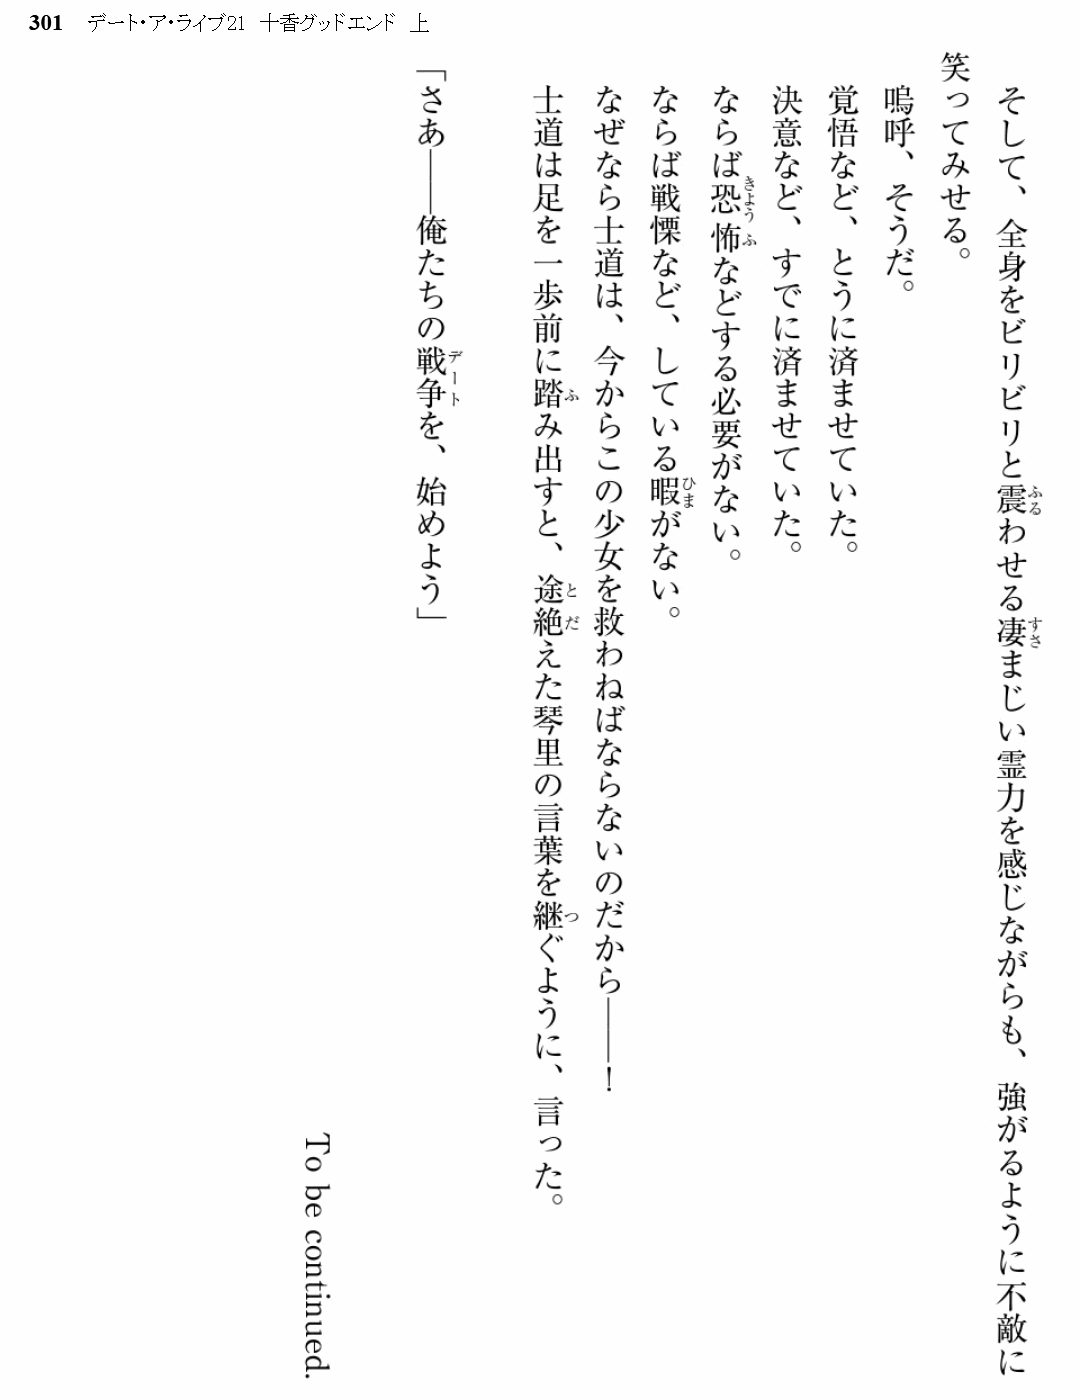 301 デート・ア・ライブ21 十香グッドエンド 上
そして、全身をビリビリと震わせる凄まじい霊力を感じながらも、強がるように不敵に
笑ってみせる。
嗚呼、そうだ。
覚悟など、とうに済ませていた。
決意など、すでに済ませていた。
ならば恐怖などする必要がない。
ならば戦慄など、している暇がない。
なぜなら士道は、今からこの少女を救わねばならないのだから――！
士道は足を一歩前に踏み出すと、途絶えた琴里の言葉を継ぐように、言った。
「さあ――俺たちの戦争を、始めよう」
To be continued.